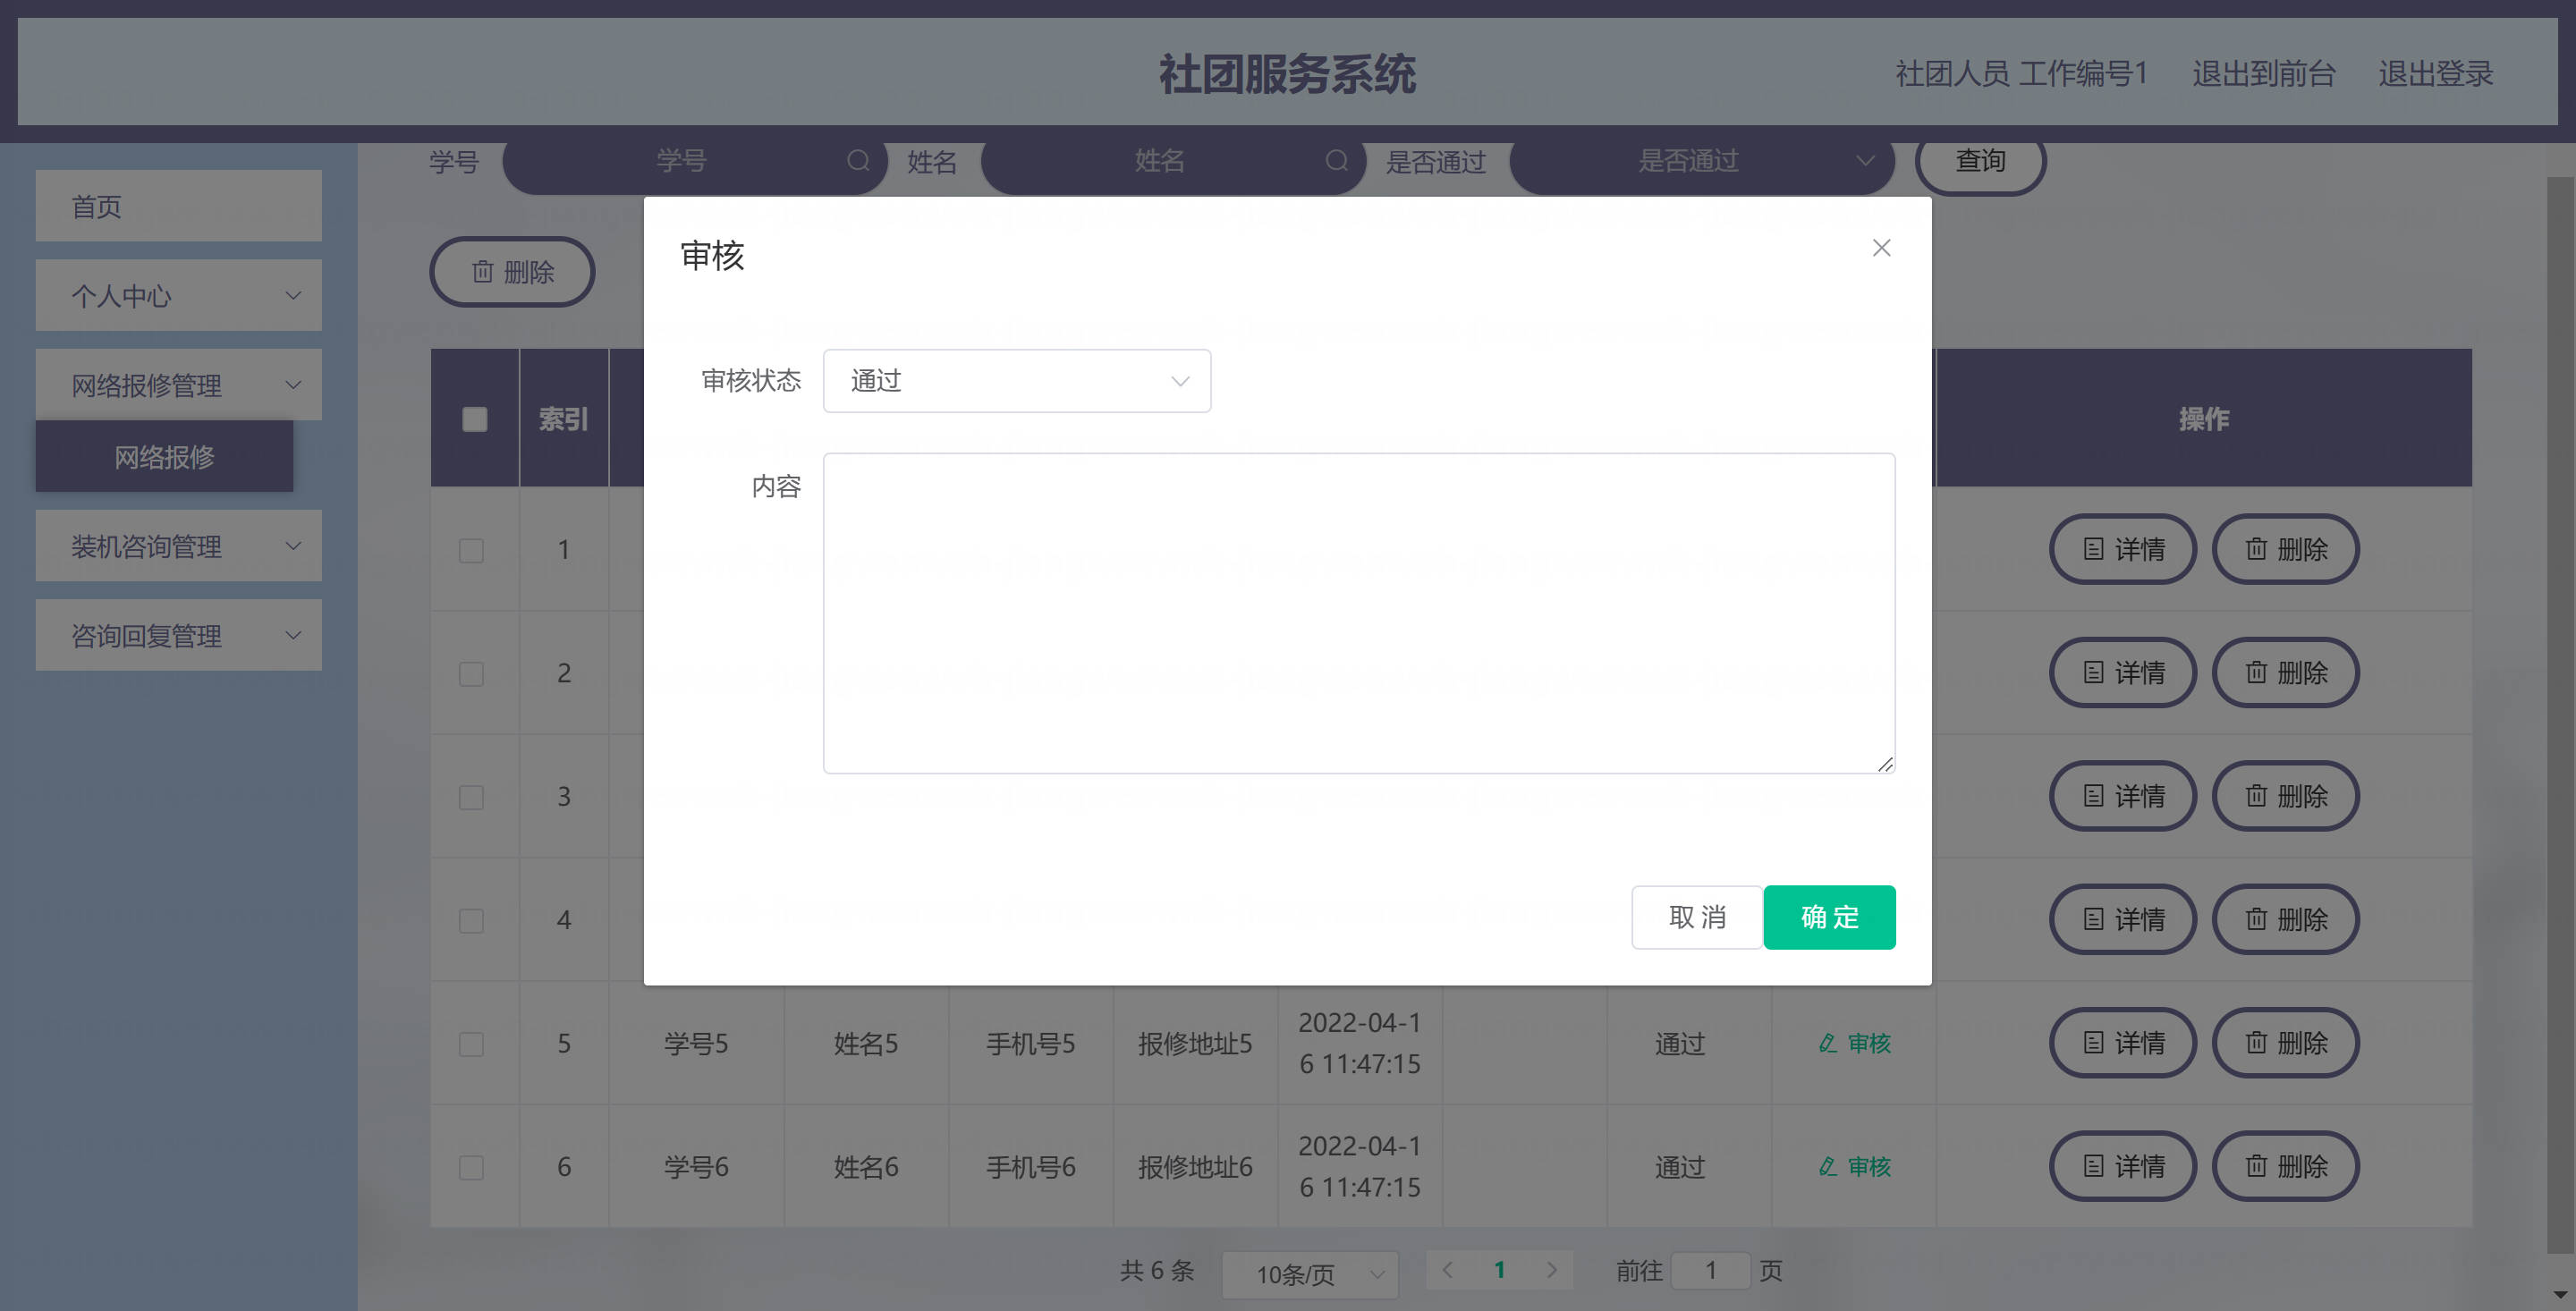 社团服务系统
社团人员 工作编号1 退出到前台 退出登录
学号 学号 姓名 姓名 是否通过 是否通过 查询
首页
个人中心
网络报修管理
网络报修
装机咨询管理
咨询回复管理
删除
审核
审核状态 通过
内容
取 消 确 定
索引 操作
1 详情 删除
2 详情 删除
3 详情 删除
4 详情 删除
5 学号5 姓名5 手机号5 报修地址5 2022-04-1 通过 审核 详情 删除
6 11:47:15
6 学号6 姓名6 手机号6 报修地址6 2022-04-1 通过 审核 详情 删除
6 11:47:15
共 6 条 10条/页 1 前往 1 页